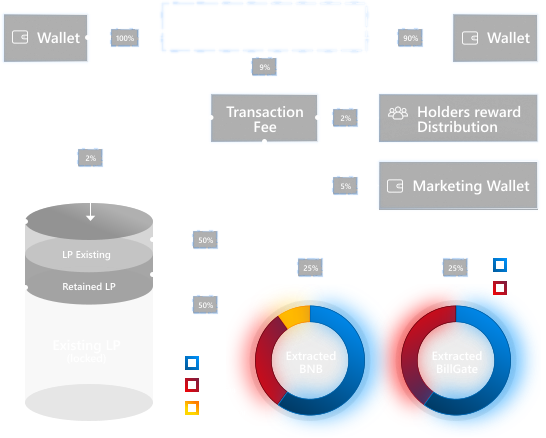 Wallet
100%
90%
Wallet
9%
Transaction
Fee
2%
Holders reward
Distribution
2%
5%
Marketing Wallet
50%
LP Existing
25%
25%
Retained LP
50%
Existing LP
(locked)
Extracted
BNB
Extracted
BillGate